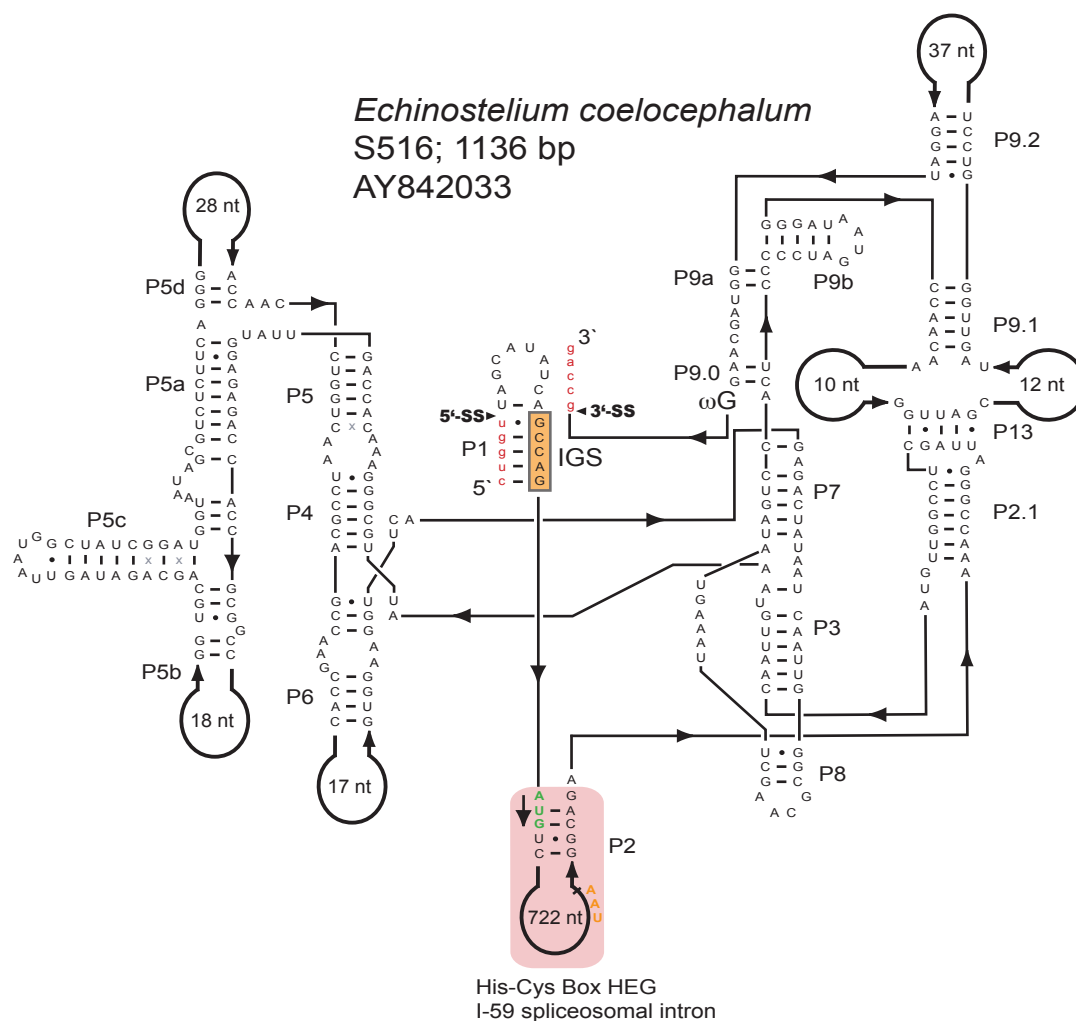 Echinostelium coelocephalum
S516; 1136 bp
AY842033
37 nt
A U
G C
G C
A U
U G
P9.2
28 nt
P5d
G A
G C
G C
A A C
A
C
U
U
C
U
C
U
G
P5a
U A U U
G
G
A
G
A
G
A
C
C
G
C
A
U
A
A
U
G
G
A
C
C
C
P5c
U G G C U A U C G G A U
A
A
U U G U A G A C G A
x x
C
G
U
G
G
P5b
G
C
G
G
C
C
18 nt
P5
C
U
G
G
U
C
U
A
x
G
A
C
C
A
C
A
A
A
G
G
G
C
G
U
P4
U
C
C
G
C
A
G
C
A
A
G
P6
C
C
A
C
U
G
G
A
A
G
G
U
G
17 nt
C A
U
U
A
A U
C A
G U
A C
U A
5‘-SS
3`
g
a
c
c
g
3‘-SS
P1
u
g
g
u
c
5`
G
C
C
A
G
IGS
ωG
P9.0
G
G
U
A
G
C
A
A
G
P9a
G G G A U A
A
U
G
C C C U A
C
C
P9b
U
C
A
C
C
U
A
G
A
U
A
A
P7
G
A
G
A
C
U
A
U
A
A
U
U
G
A
A
A
U
U
G
U
U
A
A
C
P3
C
A
A
U
U
G
P8
U
C
G
A
A
C
G
C
G
G
P9.1
C
C
A
A
C
A
G
G
U
U
G
A
10 nt
12 nt
G G U U A G C
C C G A U U A
P13
P2.1
U
C
C
G
G
U
U
G
U
A
G
G
G
C
C
A
A
A
P2
A
U
G
U
C
A
G
A
C
G
G
722 nt
A
A
U
His-Cys Box HEG
I-59 spliceosomal intron